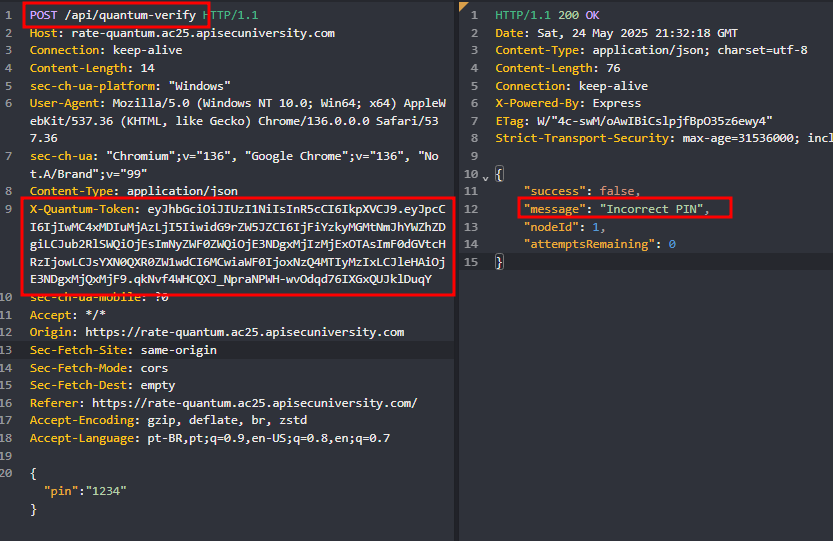 1 POST /api/quantum-verify HTTP/1.1
2 Host: rate-quantum.ac25.apisecuniversity.com
3 Connection: keep-alive
4 Content-Length: 14
5 sec-ch-ua-platform: "Windows"
6 User-Agent: Mozilla/5.0 (Windows NT 10.0; Win64; x64) AppleW
ebKit/537.36 (KHTML, like Gecko) Chrome/136.0.0.0 Safari/53
7.36
7 sec-ch-ua: "Chromium";v="136", "Google Chrome";v="136", "No
t.A/Brand";v="99"
8 Content-Type: application/json
9 X-Quantum-Token: eyJhbGciOiJIUzI1NiIsInR5cCI6IkpXVCJ9.eyJpcC
I6IjIwMC4xMDIuMjAzLjI5IiwidG9rZW5JZCI6IjFiYzkyMGMtNmJhYWZhZD
giLCJub2RlSWQiOjEsImNyZWF0ZWQiOjE3NDgxMjIzMjExOTAsImF0dGVtcH
RzIjowLCJsYXN0QXR0ZW1wdCI6MCwiaWF0IjoxNzQ4MTIyMzIxLCJleHAiOj
E3NDgxMjQxMjF9.qkNvf4WHCQXJ_NpraNPWH-wvOdqd76IXGxQUJklDuqY
10 sec-ch-ua-mobile: ?0
11 Accept: */*
12 Origin: https://rate-quantum.ac25.apisecuniversity.com
13 Sec-Fetch-Site: same-origin
14 Sec-Fetch-Mode: cors
15 Sec-Fetch-Dest: empty
16 Referer: https://rate-quantum.ac25.apisecuniversity.com/
17 Accept-Encoding: gzip, deflate, br, zstd
18 Accept-Language: pt-BR,pt;q=0.9,en-US;q=0.8,en;q=0.7
19
20 {
"pin":"1234"
}
1 HTTP/1.1 200 OK
2 Date: Sat, 24 May 2025 21:32:18 GMT
3 Content-Type: application/json; charset=utf-8
4 Content-Length: 76
5 Connection: keep-alive
6 X-Powered-By: Express
7 ETag: W/"4c-swM/oAwIBiCslpjfBpO35z6ewy4"
8 Strict-Transport-Security: max-age=31536000; incl
9
10 {
11 "success": false,
12 "message": "Incorrect PIN",
13 "nodeId": 1,
14 "attemptsRemaining": 0
15 }